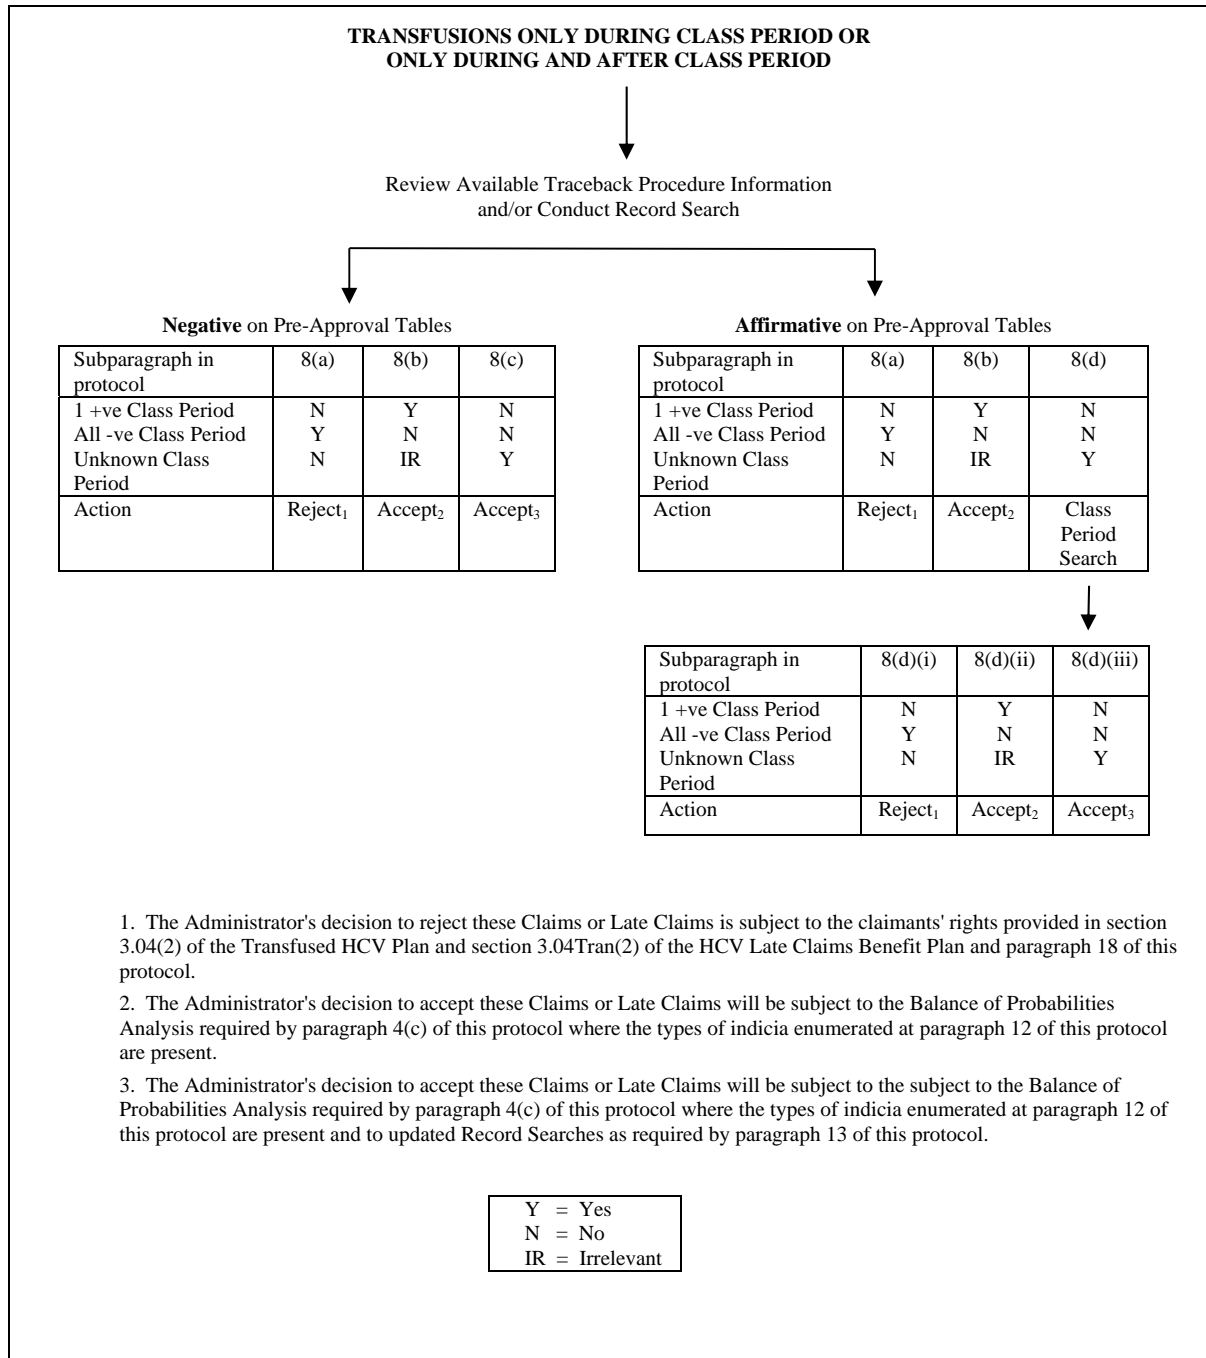 TRANSFUSIONS ONLY DURING CLASS PERIOD OR
ONLY DURING AND AFTER CLASS PERIOD
Review Available Traceback Procedure Information
and/or Conduct Record Search
Negative on Pre-Approval Tables
Subparagraph in protocol 8(a) 8(b) 8(c)
1 +ve Class Period N Y N
All -ve Class Period Y N N
Unknown Class Period N IR Y
Action Reject1 Accept2 Accept3
Affirmative on Pre-Approval Tables
Subparagraph in protocol 8(a) 8(b) 8(d)
1 +ve Class Period N Y N
All -ve Class Period Y N N
Unknown Class Period N IR Y
Action Reject1 Accept2 Class Period Search
Subparagraph in protocol 8(d)(i) 8(d)(ii) 8(d)(iii)
1 +ve Class Period N Y N
All -ve Class Period Y N N
Unknown Class Period N IR Y
Action Reject1 Accept2 Accept3
1. The Administrator's decision to reject these Claims or Late Claims is subject to the claimants' rights provided in section
3.04(2) of the Transfused HCV Plan and section 3.04Tran(2) of the HCV Late Claims Benefit Plan and paragraph 18 of this
protocol.
2. The Administrator's decision to accept these Claims or Late Claims will be subject to the Balance of Probabilities
Analysis required by paragraph 4(c) of this protocol where the types of indicia enumerated at paragraph 12 of this protocol
are present.
3. The Administrator's decision to accept these Claims or Late Claims will be subject to the subject to the Balance of
Probabilities Analysis required by paragraph 4(c) of this protocol where the types of indicia enumerated at paragraph 12 of
this protocol are present and to updated Record Searches as required by paragraph 13 of this protocol.
Y = Yes
N = No
IR = Irrelevant